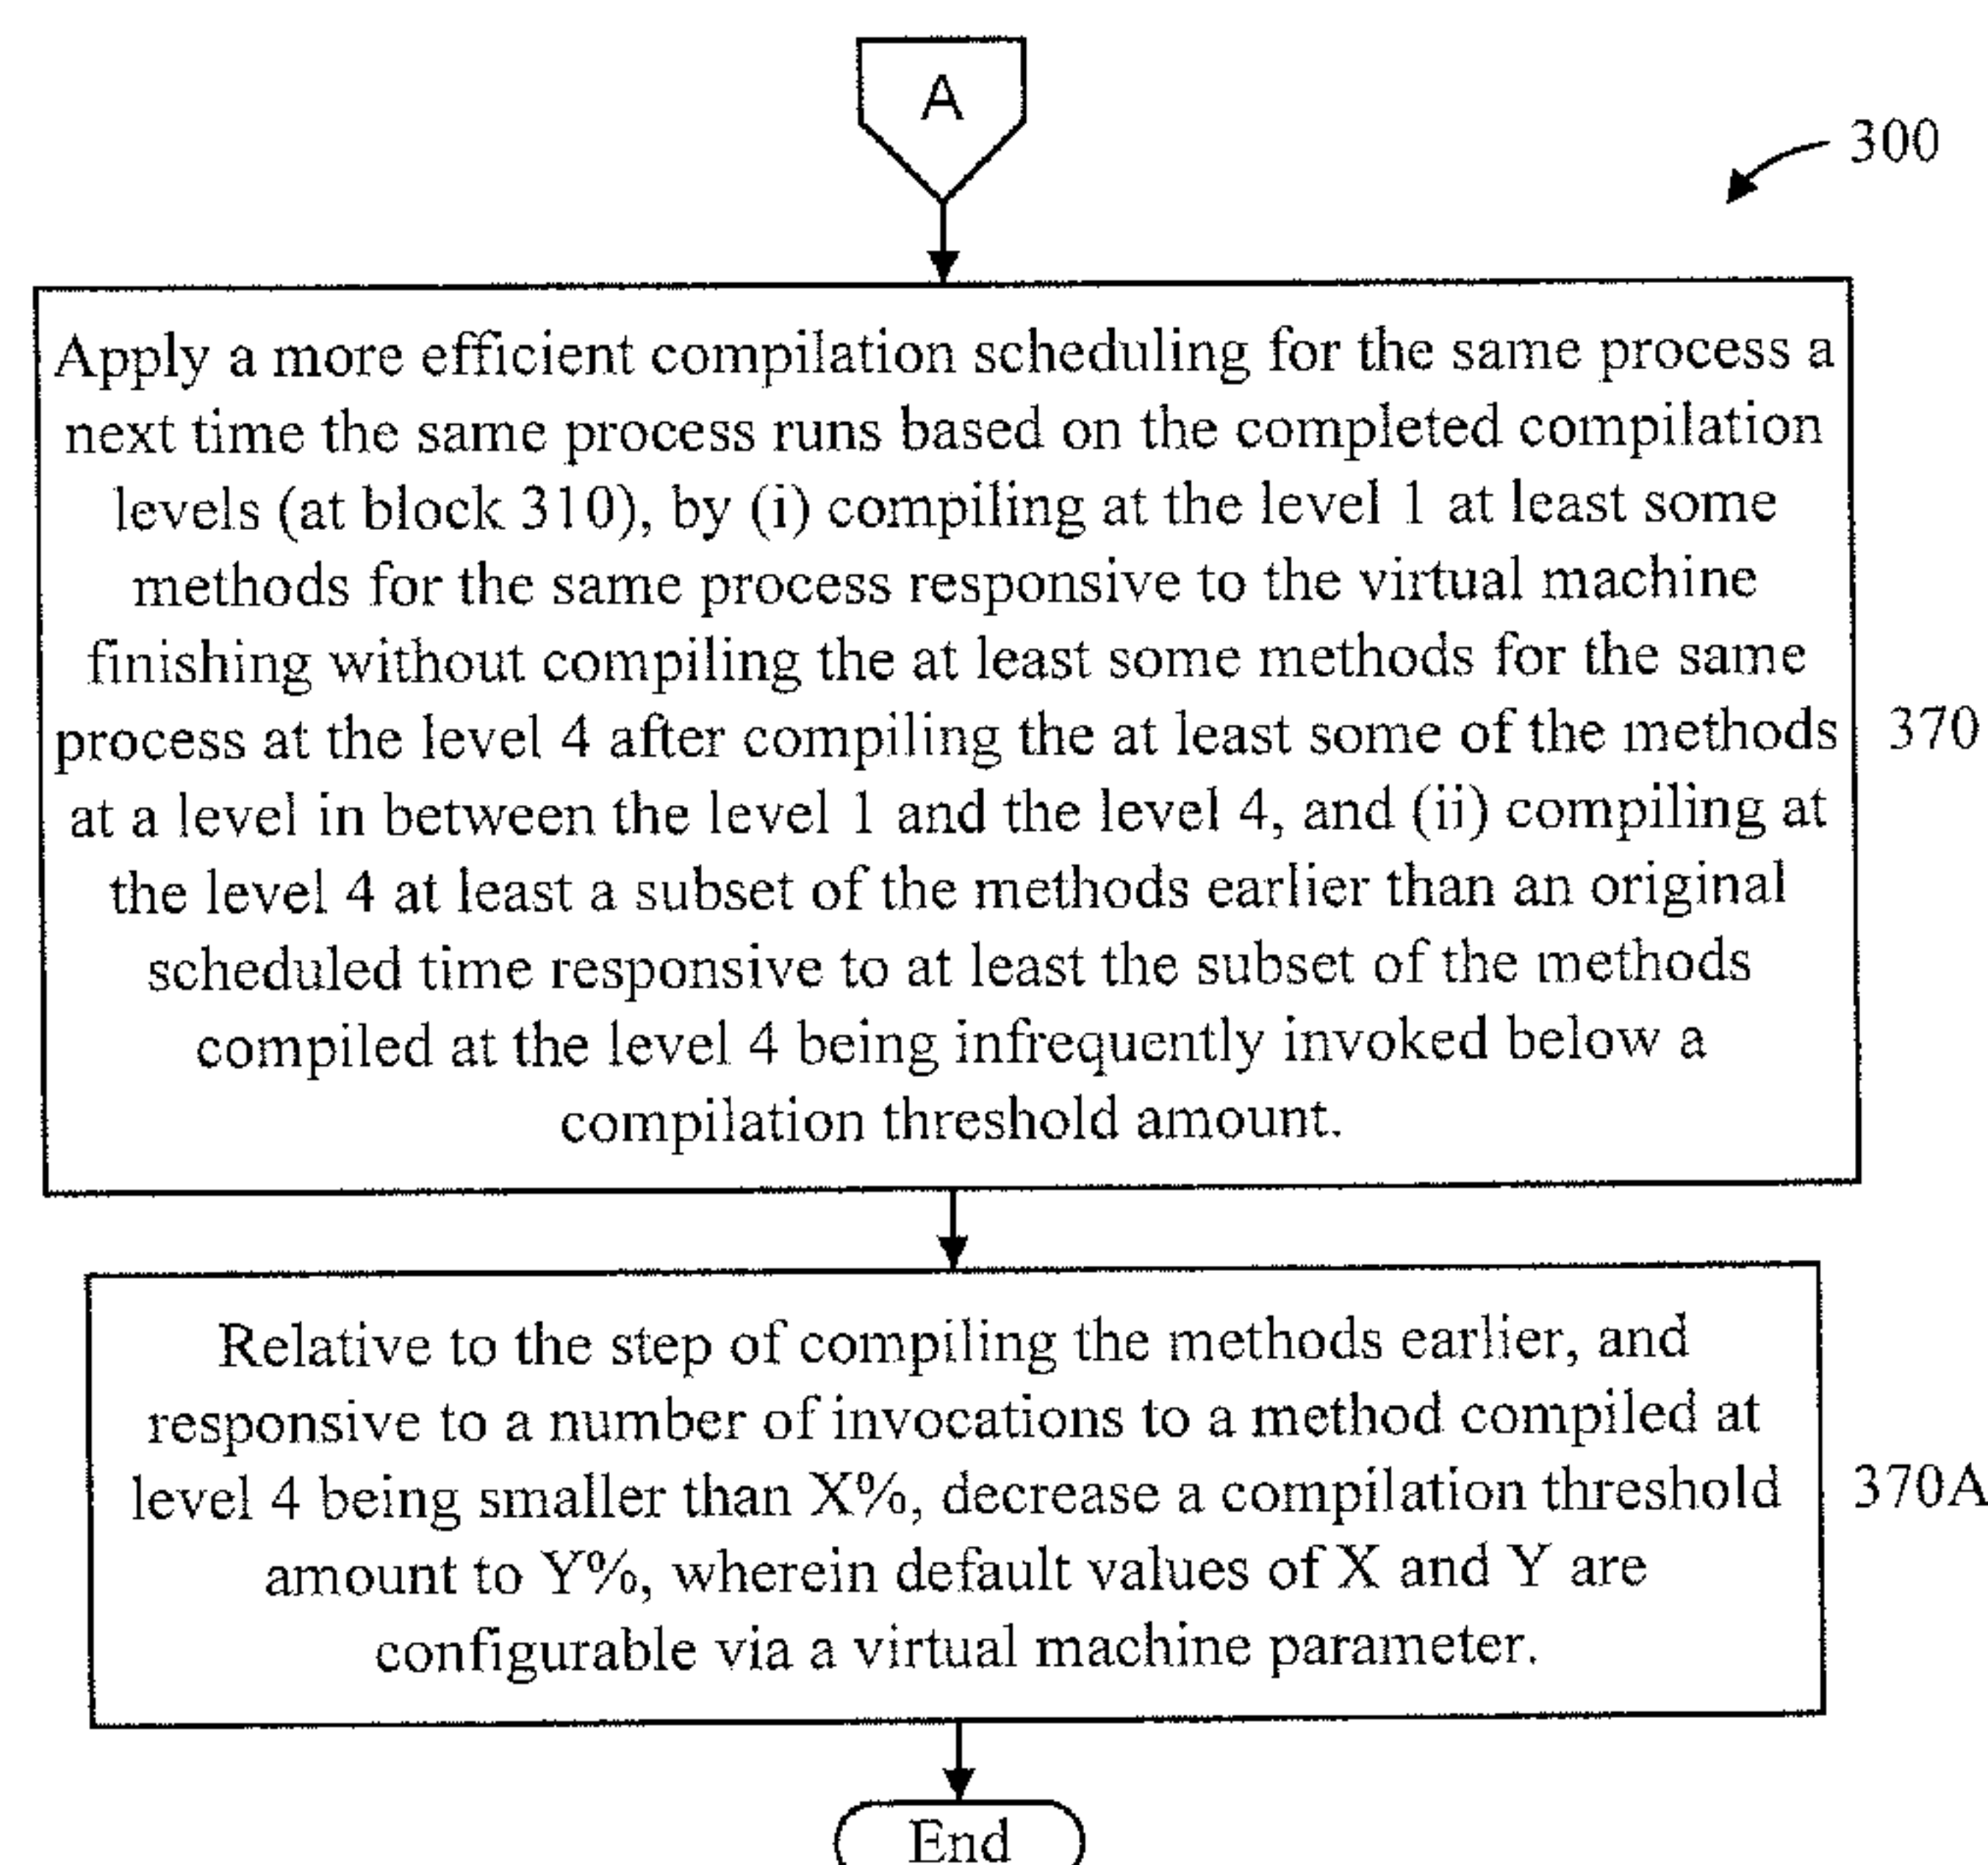 A
300
Apply a more efficient compilation scheduling for the same process a
next time the same process runs based on the completed compilation
levels (at block 310), by (i) compiling at the level 1 at least some
methods for the same process responsive to the virtual machine
finishing without compiling the at least some methods for the same
process at the level 4 after compiling the at least some of the methods
at a level in between the level 1 and the level 4, and (ii) compiling at
the level 4 at least a subset of the methods earlier than an original
scheduled time responsive to at least the subset of the methods
compiled at the level 4 being infrequently invoked below a
compilation threshold amount.
370
Relative to the step of compiling the methods earlier, and
responsive to a number of invocations to a method compiled at
level 4 being smaller than X%, decrease a compilation threshold
amount to Y%, wherein default values of X and Y are
configurable via a virtual machine parameter.
370A
End